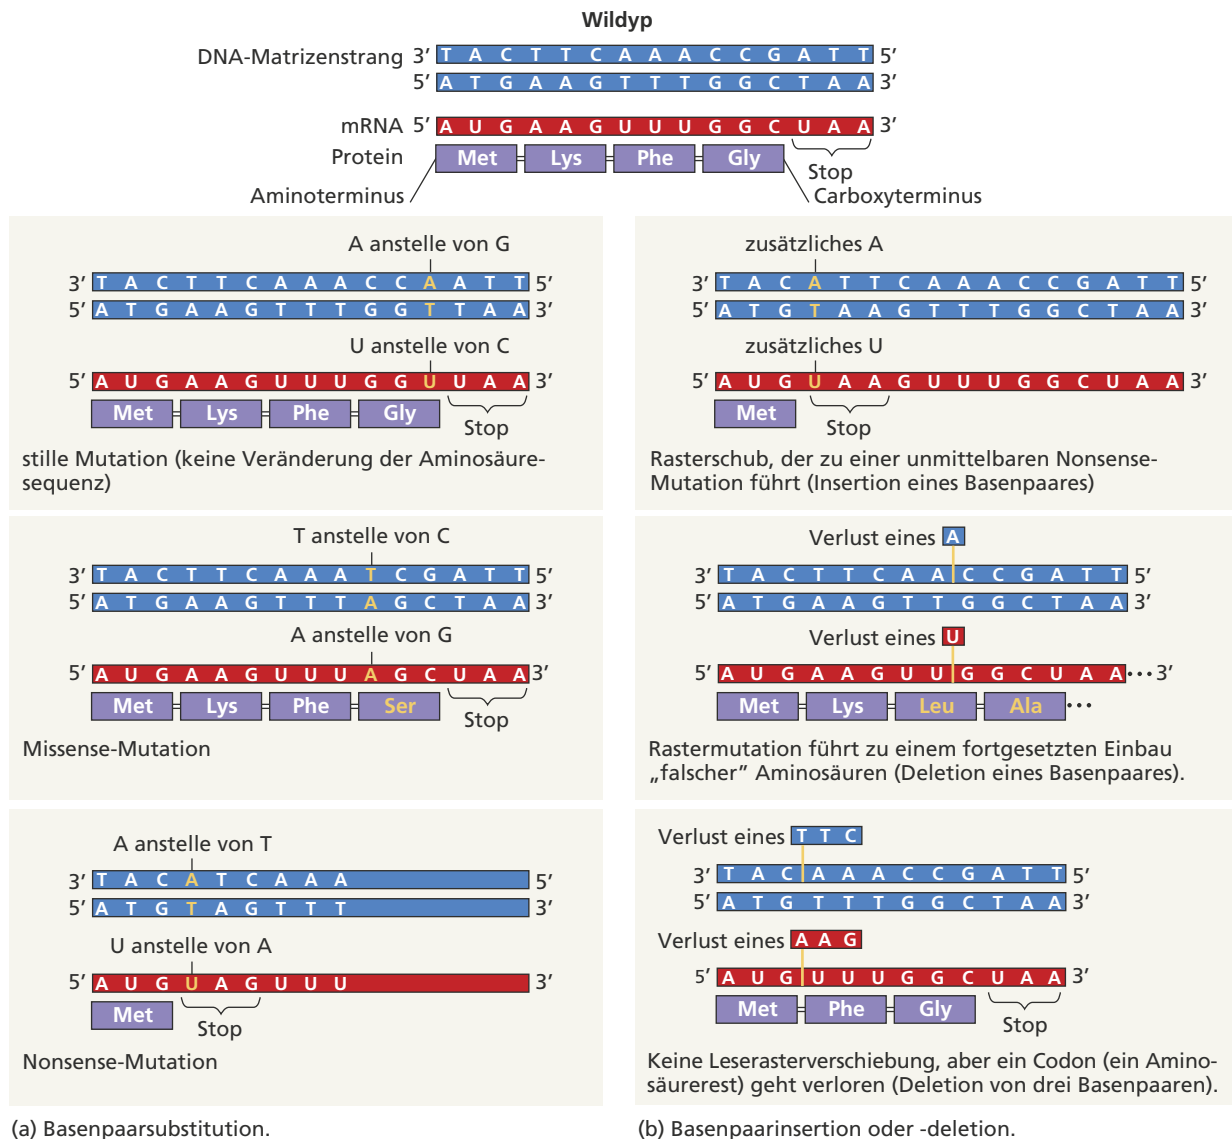 Wildyp
DNA-Matrizenstrang 3′ T A C T T C A A A C C G A T T 5′
5′ A T G A A G T T T G G C T A A 3′
mRNA 5′ A U G A A G U U U G G C U A A 3′
Protein Met Lys Phe Gly Stop
Aminoterminus Carboxyterminus
A anstelle von G
3′ T A C T T C A A A C C A A T T 5′
5′ A T G A A G T T T G G T T A A 3′
U anstelle von C
5′ A U G A A G U U U G G U U A A 3′
Met Lys Phe Gly Stop
stille Mutation (keine Veränderung der Aminosäure-
sequenz)
T anstelle von C
3′ T A C T T C A A A T C G A T T 5′
5′ A T G A A G T T T A G C T A A 3′
A anstelle von G
5′ A U G A A G U U U A G C U A A 3′
Met Lys Phe Ser Stop
Missense-Mutation
A anstelle von T
3′ T A C A T C A A A 5′
5′ A T G T A G T T T 3′
U anstelle von A
5′ A U G U A G U U U 3′
Met Stop
Nonsense-Mutation
(a) Basenpaarsubstitution.
zusätzliches A
3′ T A C A T T C A A A C C G A T T 5′
5′ A T G T A A G T T T G G C T A A 3′
zusätzliches U
5′ A U G U A A G U U U G G C U A A 3′
Met Stop
Rasterschub, der zu einer unmittelbaren Nonsense-
Mutation führt (Insertion eines Basenpaares)
Verlust eines A
3′ T A C T T C A A C C G A T T 5′
5′ A T G A A G T T G G C T A A 3′
Verlust eines U
5′ A U G A A G U U G G C U A A ··· 3′
Met Lys Leu Ala ···
Rastermutation führt zu einem fortgesetzten Einbau
„falscher” Aminosäuren (Deletion eines Basenpaares).
Verlust eines T T C
3′ T A C A A A C C G A T T 5′
5′ A T G T T T G G C T A A 3′
Verlust eines A A G
5′ A U G U U U G G C U A A 3′
Met Phe Gly Stop
Keine Leserasterverschiebung, aber ein Codon (ein Amino-
säurerest) geht verloren (Deletion von drei Basenpaaren).
(b) Basenpaarinsertion oder -deletion.